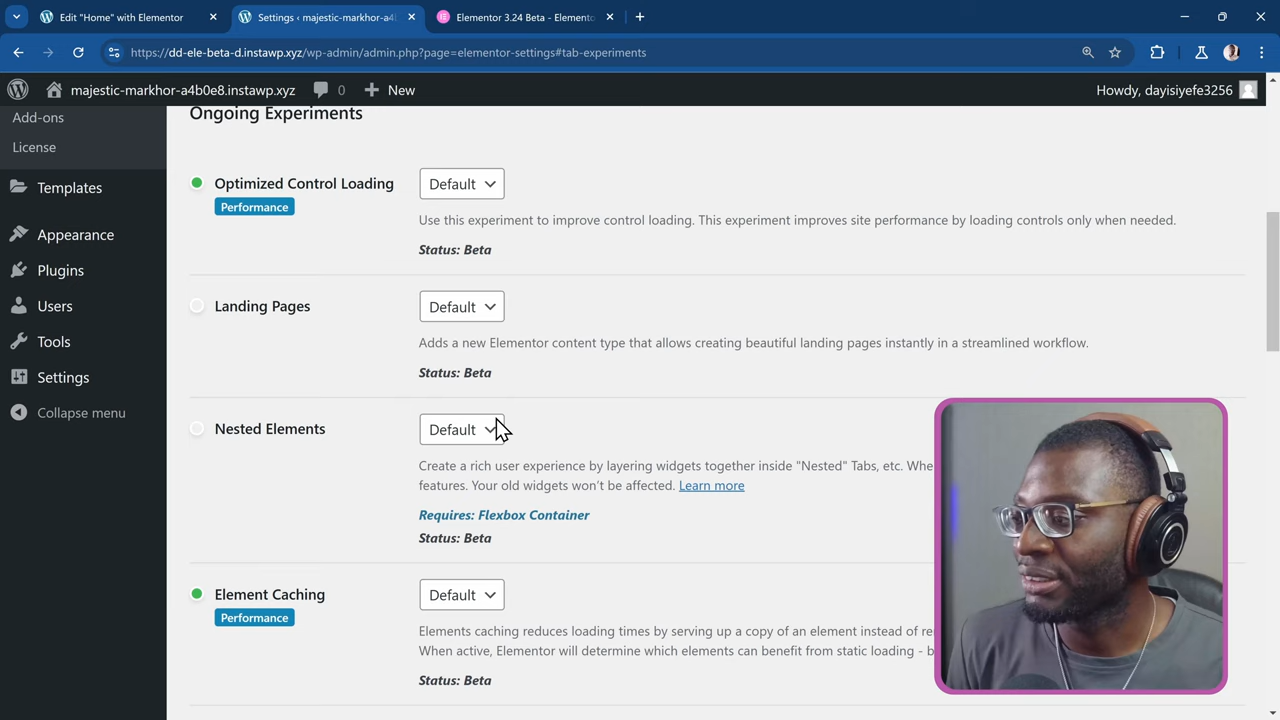 Edit "Home" with Elementor
Settings ‹ majestic-markhor-a4
Elementor 3.24 Beta - Elemento
https://dd-ele-beta-d.instawp.xyz/wp-admin/admin.php?page=elementor-settings#tab-experiments
majestic-markhor-a4b0e8.instawp.xyz
0
New
Howdy, dayisiyefe3256
Add-ons
License
Templates
Appearance
Plugins
Users
Tools
Settings
Collapse menu
Ongoing Experiments
Optimized Control Loading
Performance
Default
Use this experiment to improve control loading. This experiment improves site performance by loading controls only when needed.
Status: Beta
Landing Pages
Default
Adds a new Elementor content type that allows creating beautiful landing pages instantly in a streamlined workflow.
Status: Beta
Nested Elements
Default
Create a rich user experience by layering widgets together inside "Nested" Tabs, etc. Whe
features. Your old widgets won't be affected. Learn more
Requires: Flexbox Container
Status: Beta
Element Caching
Performance
Default
Elements caching reduces loading times by serving up a copy of an element instead of re
When active, Elementor will determine which elements can benefit from static loading - b
Status: Beta